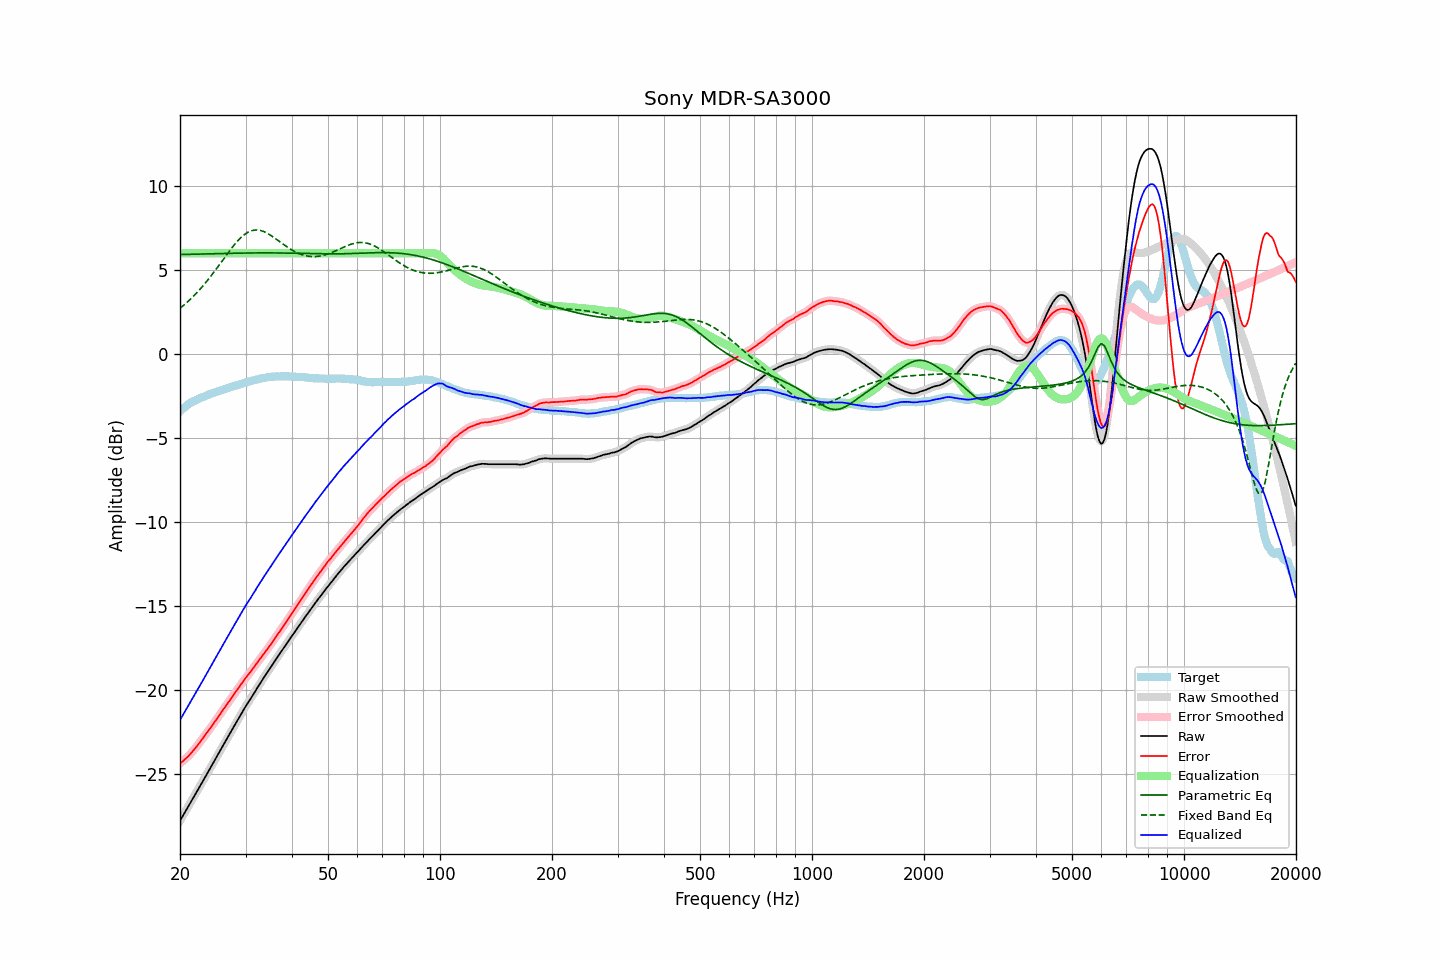 Sony MDR-SA3000
Amplitude (dBr)
10
5
0
−5
−10
−15
−20
−25
20
50
100
200
500
1000
2000
5000
10000
20000
Frequency (Hz)
Target
Raw Smoothed
Error Smoothed
Raw
Error
Equalization
Parametric Eq
Fixed Band Eq
Equalized